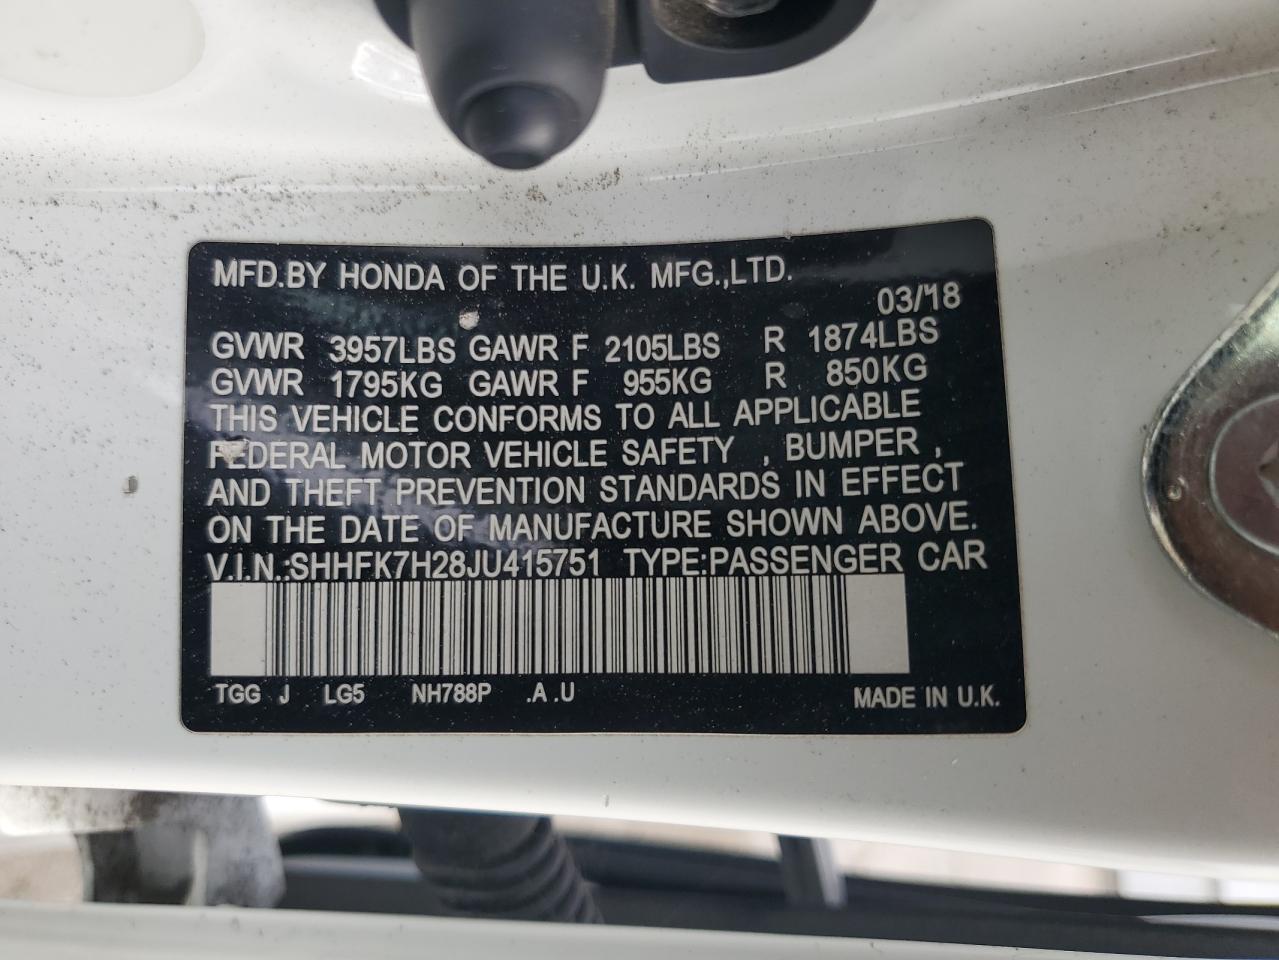 MFD.BY HONDA OF THE U.K. MFG.,LTD.
03/'18
GVWR 3957LBS GAWR F 2105LBS R 1874LBS
GVWR 1795KG GAWR F 955KG R 850KG
THIS VEHICLE CONFORMS TO ALL APPLICABLE
FEDERAL MOTOR VEHICLE SAFETY , BUMPER ,
AND THEFT PREVENTION STANDARDS IN EFFECT
ON THE DATE OF MANUFACTURE SHOWN ABOVE.
V.I.N.:SHHFK7H28JU415751 TYPE:PASSENGER CAR
TGG J LG5 NH788P .A .U MADE IN U.K.